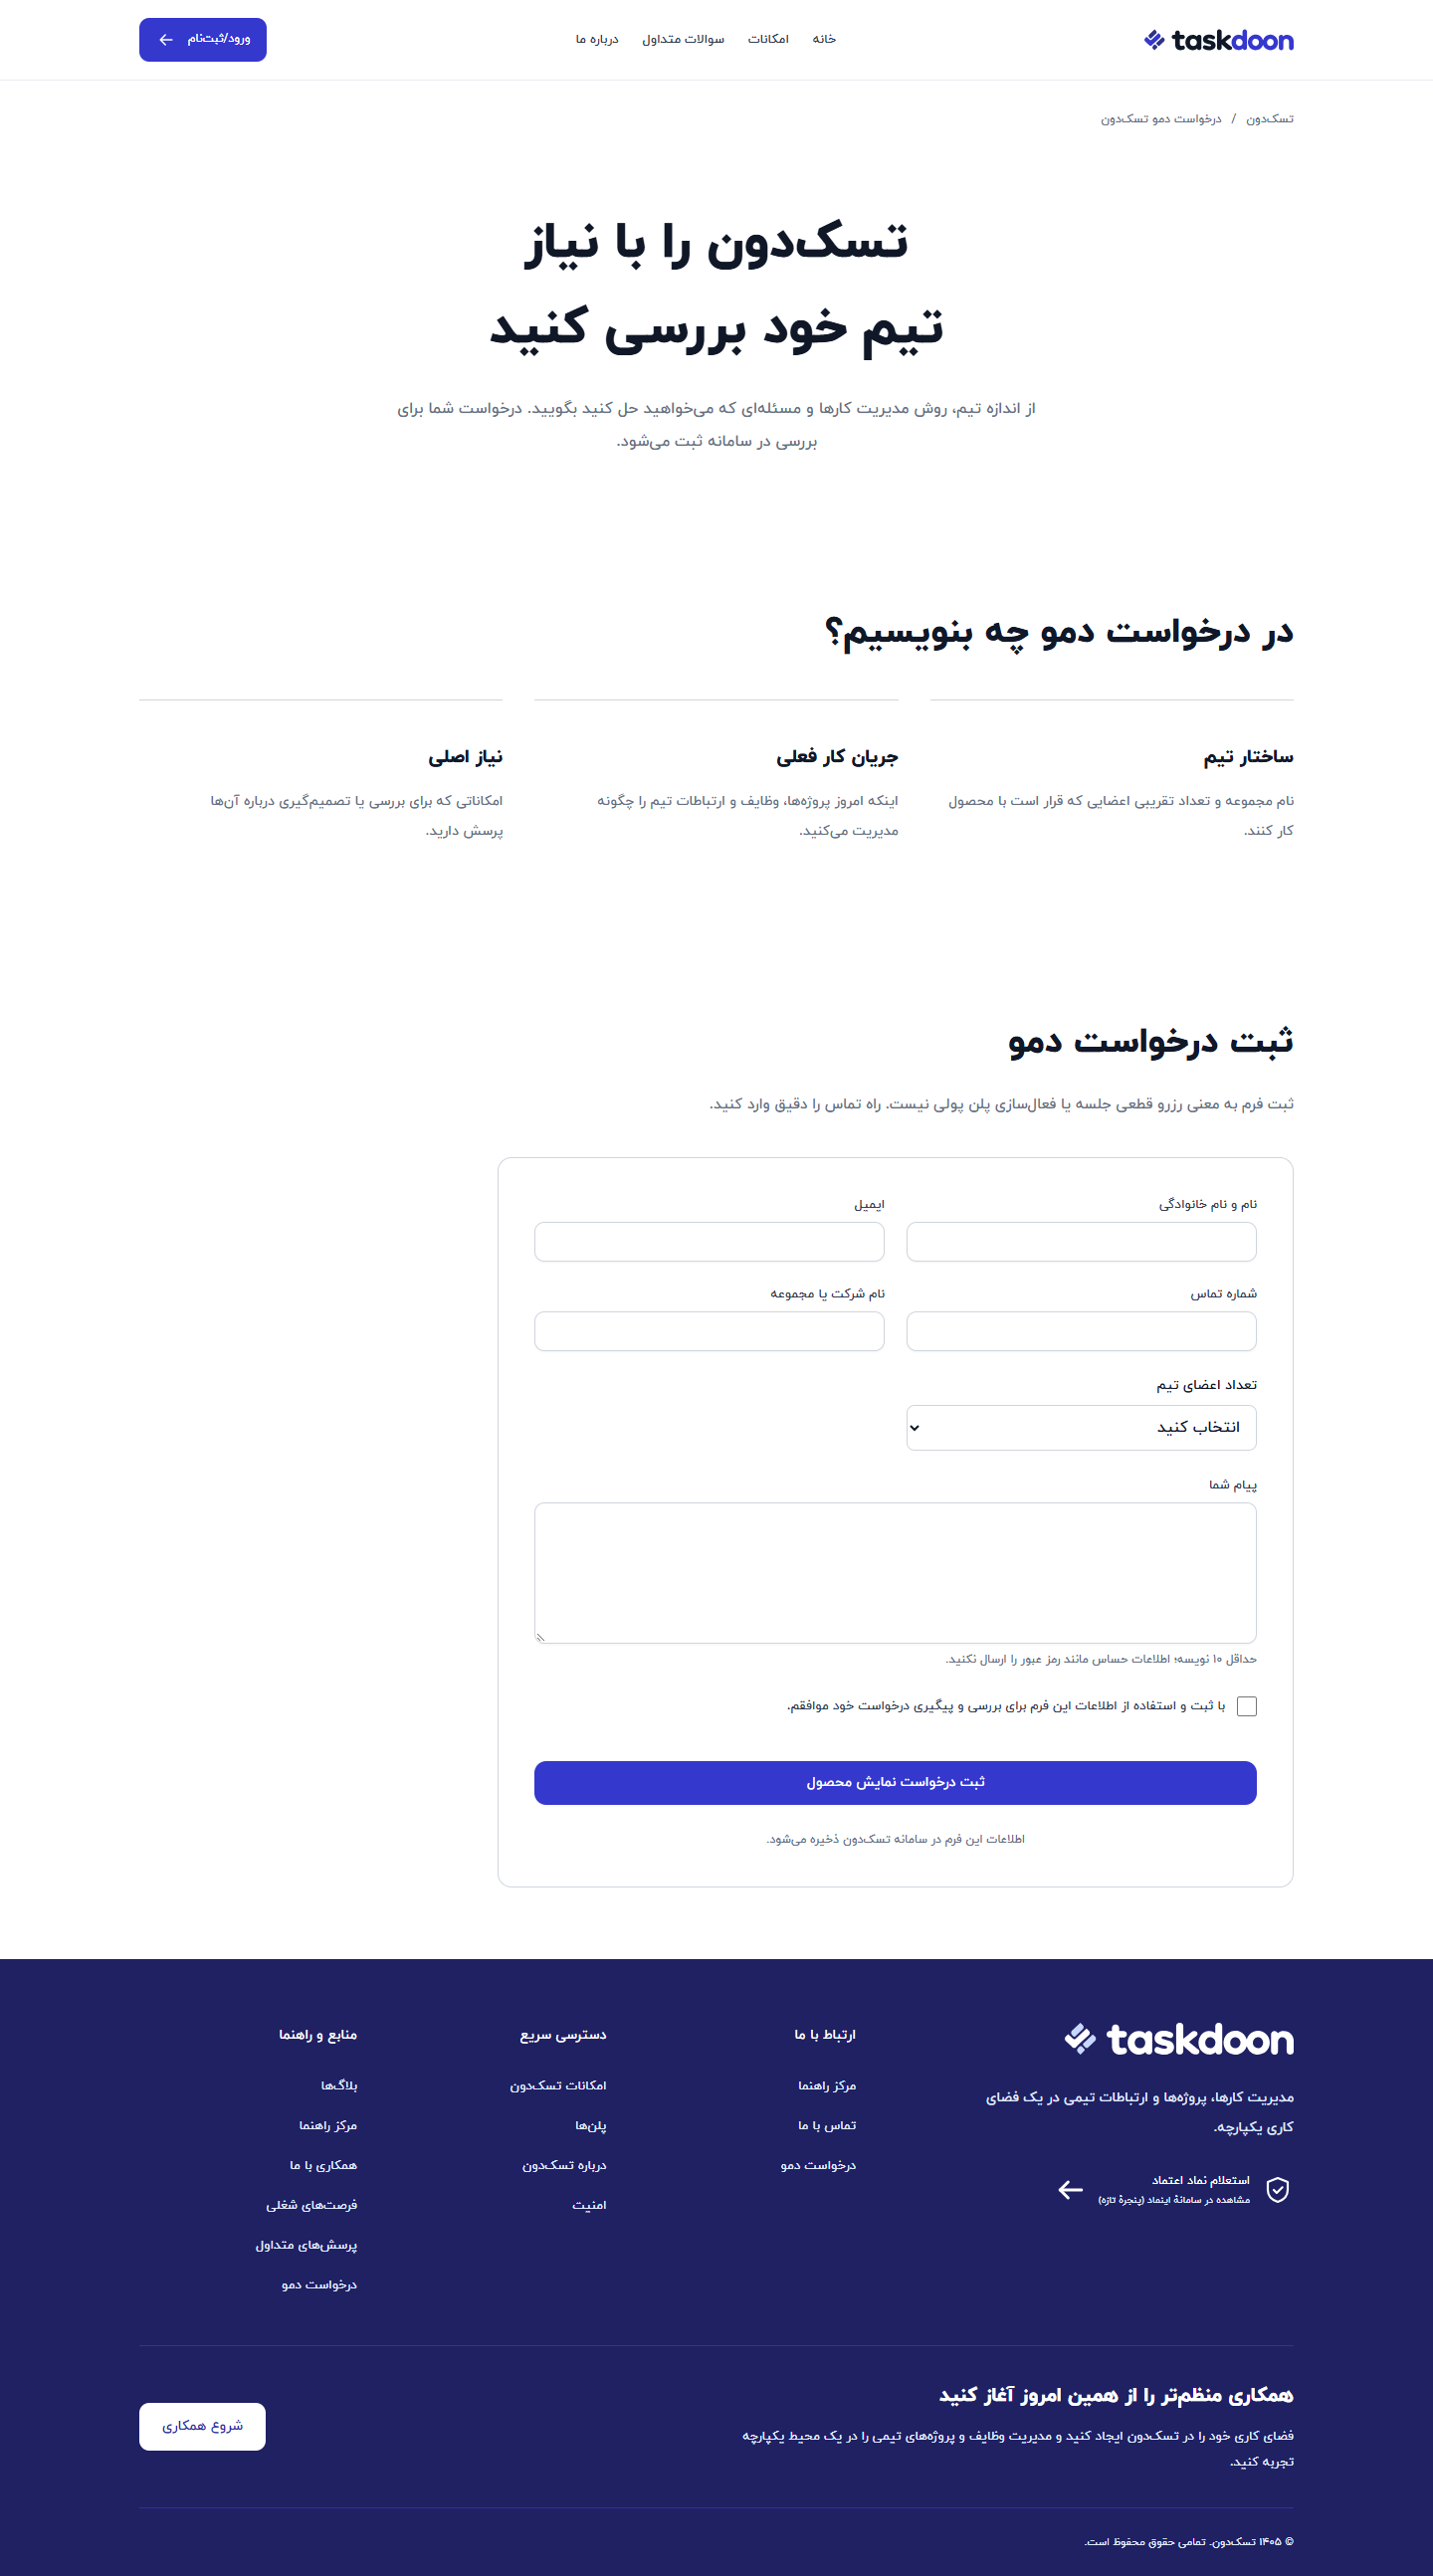 taskdoon
خانه
امکانات
سوالات متداول
درباره ما
ورود/ثبت‌نام
تسک‌دون / درخواست دمو تسک‌دون
تسک‌دون را با نیاز
تیم خود بررسی کنید
از اندازه تیم، روش مدیریت کارها و مسئله‌ای که می‌خواهید حل کنید بگویید. درخواست شما برای
بررسی در سامانه ثبت می‌شود.
در درخواست دمو چه بنویسیم؟
ساختار تیم
نام مجموعه و تعداد تقریبی اعضایی که قرار است با محصول
کار کنند.
جریان کار فعلی
اینکه امروز پروژه‌ها، وظایف و ارتباطات تیم را چگونه
مدیریت می‌کنید.
نیاز اصلی
امکاناتی که برای بررسی یا تصمیم‌گیری درباره آن‌ها
پرسش دارید.
ثبت درخواست دمو
ثبت فرم به معنی رزرو قطعی جلسه یا فعال‌سازی پلن پولی نیست. راه تماس را دقیق وارد کنید.
نام و نام خانوادگی
ایمیل
شماره تماس
نام شرکت یا مجموعه
تعداد اعضای تیم
انتخاب کنید
پیام شما
حداقل ۱۰ نویسه؛ اطلاعات حساس مانند رمز عبور را ارسال نکنید.
با ثبت و استفاده از اطلاعات این فرم برای بررسی و پیگیری درخواست خود موافقم.
ثبت درخواست نمایش محصول
اطلاعات این فرم در سامانه تسک‌دون ذخیره می‌شود.
taskdoon
مدیریت کارها، پروژه‌ها و ارتباطات تیمی در یک فضای
کاری یکپارچه.
استعلام نماد اعتماد
مشاهده در سامانهٔ اینماد (پنجرهٔ تازه)
ارتباط با ما
مرکز راهنما
تماس با ما
درخواست دمو
دسترسی سریع
امکانات تسک‌دون
پلن‌ها
درباره تسک‌دون
امنیت
منابع و راهنما
بلاگ‌ها
مرکز راهنما
همکاری با ما
فرصت‌های شغلی
پرسش‌های متداول
درخواست دمو
همکاری منظم‌تر را از همین امروز آغاز کنید
فضای کاری خود را در تسک‌دون ایجاد کنید و مدیریت وظایف و پروژه‌های تیمی را در یک محیط یکپارچه
تجربه کنید.
شروع همکاری
© ۱۴۰۵ تسک‌دون. تمامی حقوق محفوظ است.